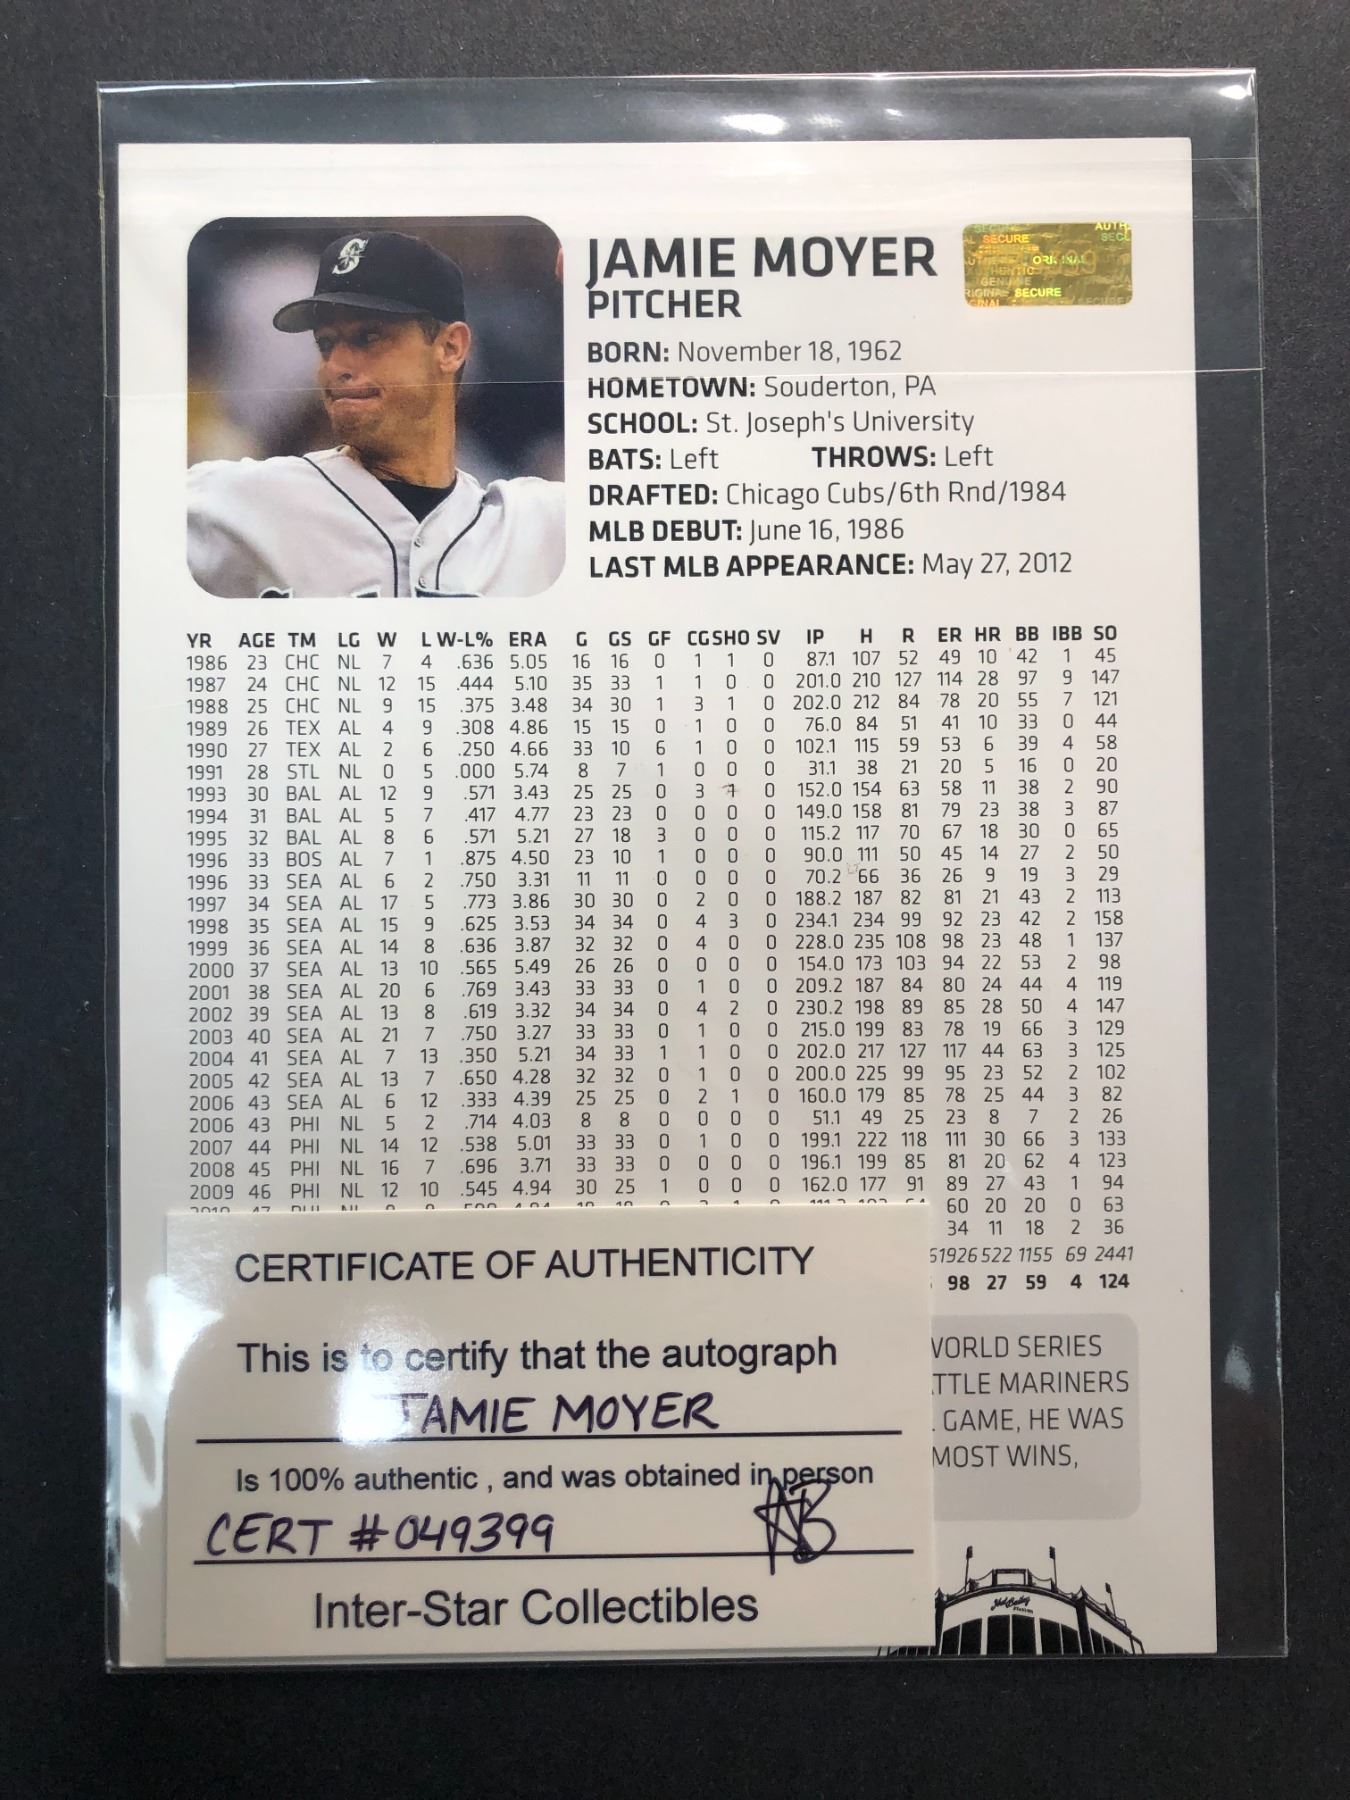 JAMIE MOYER
PITCHER
BORN: November 18, 1962
HOMETOWN: Souderton, PA
SCHOOL: St. Joseph's University
BATS: Left THROWS: Left
DRAFTED: Chicago Cubs/6th Rnd/1984
MLB DEBUT: June 16, 1986
LAST MLB APPEARANCE: May 27, 2012
SECURE
ORIGINAL
GENUINE
SECURE
YR AGE TM LG W L W-L% ERA G GS GF CG SHO SV IP H R ER HR BB IBB SO
1986 23 CHC NL 7 4 .636 5.05 16 16 0 1 1 0 87.1 107 52 49 10 42 1 45
1987 24 CHC NL 12 15 .444 5.10 35 33 1 1 0 0 201.0 210 127 114 28 97 9 147
1988 25 CHC NL 9 15 .375 3.48 34 30 1 3 1 0 202.0 212 84 78 20 55 7 121
1989 26 TEX AL 4 9 .308 4.86 15 15 0 1 0 0 76.0 84 51 41 10 33 0 44
1990 27 TEX AL 2 6 .250 4.66 33 10 6 1 0 0 102.1 115 59 53 6 39 4 58
1991 28 STL NL 0 5 .000 5.74 8 7 1 0 0 0 31.1 38 21 20 5 16 0 20
1993 30 BAL AL 12 9 .571 3.43 25 25 0 3 1 0 152.0 154 63 58 11 38 2 90
1994 31 BAL AL 5 7 .417 4.77 23 23 0 0 0 0 149.0 158 81 79 23 38 3 87
1995 32 BAL AL 8 6 .571 5.21 27 18 3 0 0 0 115.2 117 70 67 18 30 0 65
1996 33 BOS AL 7 1 .875 4.50 23 10 1 0 0 0 90.0 111 50 45 14 27 2 50
1996 33 SEA AL 6 2 .750 3.31 11 11 0 0 0 0 70.2 66 36 26 9 19 3 29
1997 34 SEA AL 17 5 .773 3.86 30 30 0 2 0 0 188.2 187 82 81 21 43 2 113
1998 35 SEA AL 15 9 .625 3.53 34 34 0 4 3 0 234.1 234 99 92 23 42 2 158
1999 36 SEA AL 14 8 .636 3.87 32 32 0 4 0 0 228.0 235 108 98 23 48 1 137
2000 37 SEA AL 13 10 .565 5.49 26 26 0 0 0 0 154.0 173 103 94 22 53 2 98
2001 38 SEA AL 20 6 .769 3.43 33 33 0 1 0 0 209.2 187 84 80 24 44 4 119
2002 39 SEA AL 13 8 .619 3.32 34 34 0 4 2 0 230.2 198 89 85 28 50 4 147
2003 40 SEA AL 21 7 .750 3.27 33 33 0 1 0 0 215.0 199 83 78 19 66 3 129
2004 41 SEA AL 7 13 .350 5.21 34 33 1 1 0 0 202.0 217 127 117 44 63 3 125
2005 42 SEA AL 13 7 .650 4.28 32 32 0 1 0 0 200.0 225 99 95 23 52 2 102
2006 43 SEA AL 6 12 .333 4.39 25 25 0 2 1 0 160.0 179 85 78 25 44 3 82
2006 43 PHI NL 5 2 .714 4.03 8 8 0 0 0 0 51.1 49 25 23 8 7 2 26
2007 44 PHI NL 14 12 .538 5.01 33 33 0 1 0 0 199.1 222 118 111 30 66 3 133
2008 45 PHI NL 16 7 .696 3.71 33 33 0 0 0 0 196.1 199 85 81 20 62 4 123
2009 46 PHI NL 12 10 .545 4.94 30 25 1 0 0 0 162.0 177 91 89 27 43 1 94
60 20 20 0 63
34 11 18 2 36
1926 522 1155 69 2441
98 27 59 4 124
WORLD SERIES
TTLE MARINERS
GAME, HE WAS
MOST WINS,
CERTIFICATE OF AUTHENTICITY
This is to certify that the autograph
JAMIE MOYER
Is 100% authentic , and was obtained in person
CERT #049399
Inter-Star Collectibles